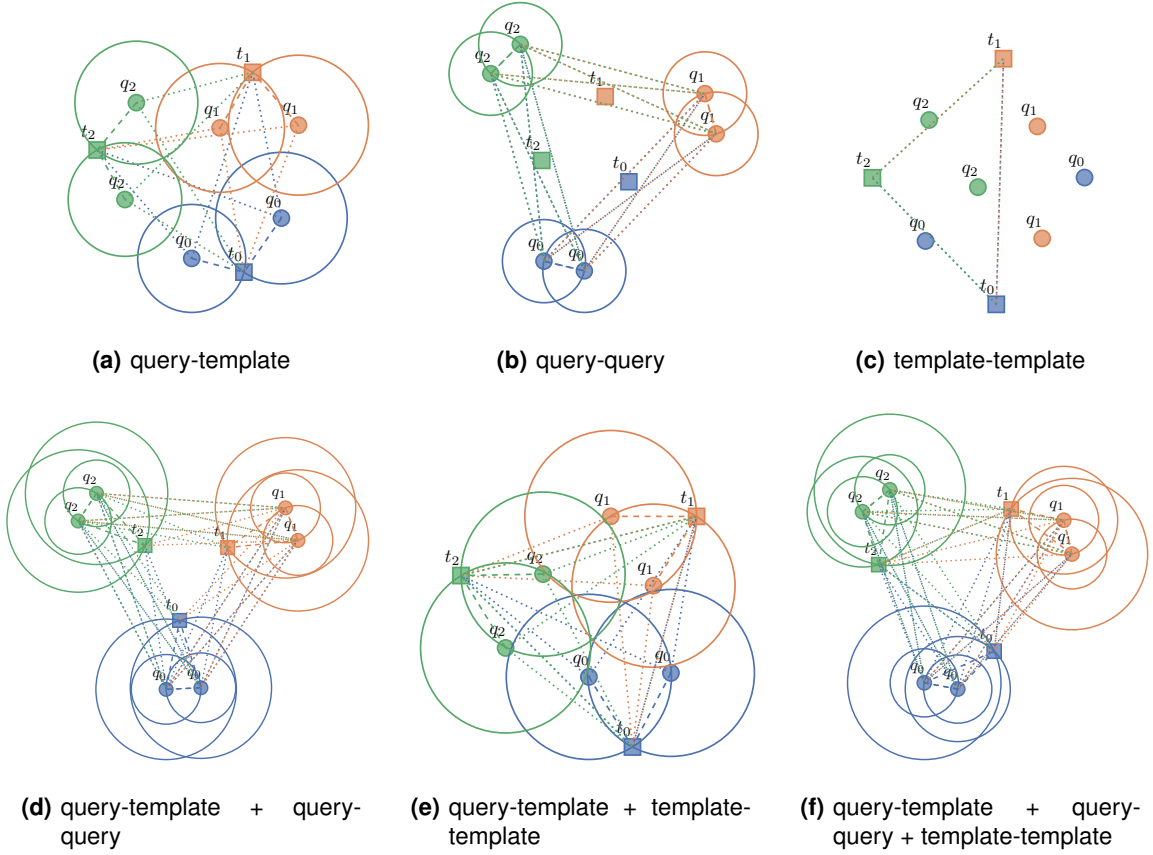 t1
q2
q1
q1
t2
q2
q0
q0
t0
(a) query-template
q2
q2
q1
t1
q1
t2
t0
q0
q0
(b) query-query
t1
q2
q1
t2
q2
q0
q0
q1
t0
(c) template-template
q2
q2
q1
q1
t2
t1
t0
q0
q0
(d) query-template + query-
query
q1
t1
t2
q2
q1
q2
q0
q0
t0
(e) query-template + template-
template
q2
q2
t1
q1
q1
t2
t0
q0
q0
(f) query-template + query-
query + template-template